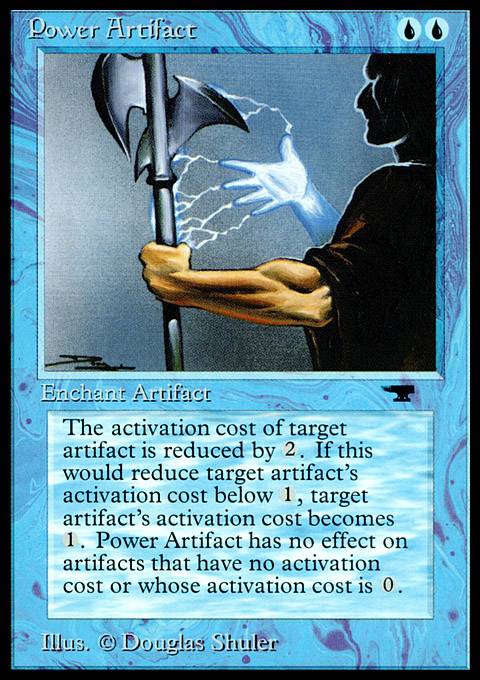 Power Artifact
Enchant Artifact
The activation cost of target
artifact is reduced by 2. If this
would reduce target artifact's
activation cost below 1, target
artifact's activation cost becomes
1. Power Artifact has no effect on
artifacts that have no activation
cost or whose activation cost is 0.
Illus. © Douglas Shuler